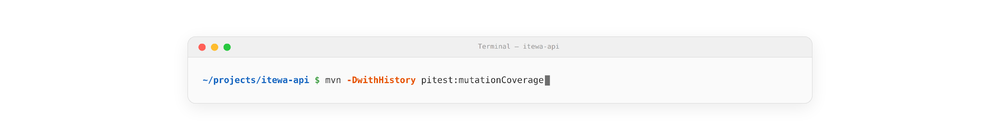 Terminal — itewa-api
~/projects/itewa-api $ mvn -DwithHistory pitest:mutationCoverage